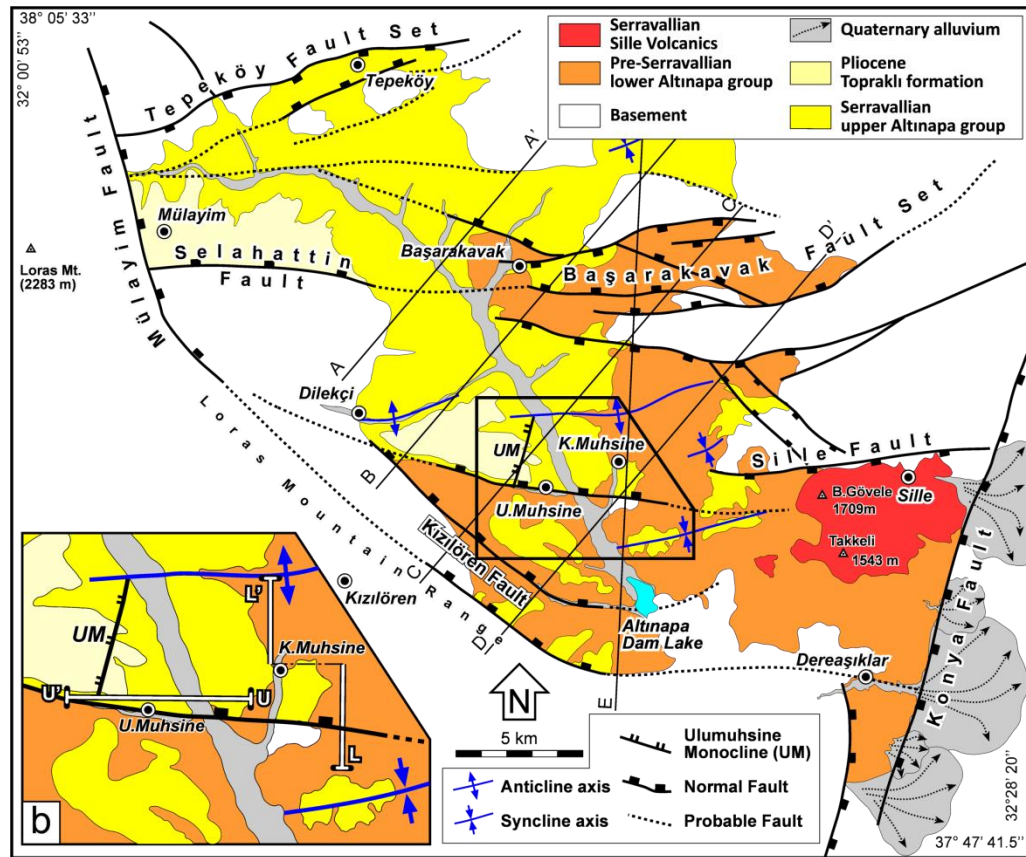 38° 05' 33"
32° 00' 53"
Serravallian
Sille Volcanics
Pre-Serravallian
lower Altınapa group
Basement
Quaternary alluvium
Pliocene
Topraklı formation
Serravallian
upper Altınapa group
Tepeköy Fault Set
Tepeköy
A'
C'
D'
Mülayim Fault
Mülayim
Loras Mt.
(2283 m)
Selahattin
Fault
Başarakavak
Başarakavak Fault Set
A
Dilekçi
Loras Mountain Range
UM
K.Muhsine
U.Muhsine
B
Kızılören Fault
C
D
E
Sille Fault
B.Gövele
1709m
Sille
Takkeli
1543 m
Kızılören
Altınapa
Dam Lake
Dereaşıklar
Konya Fault
UM
L'
K.Muhsine
U'
U
U.Muhsine
L
b
N
5 km
Anticline axis
Syncline axis
Ulumuhsine
Monocline (UM)
Normal Fault
Probable Fault
32° 28' 20"
37° 47' 41.5"